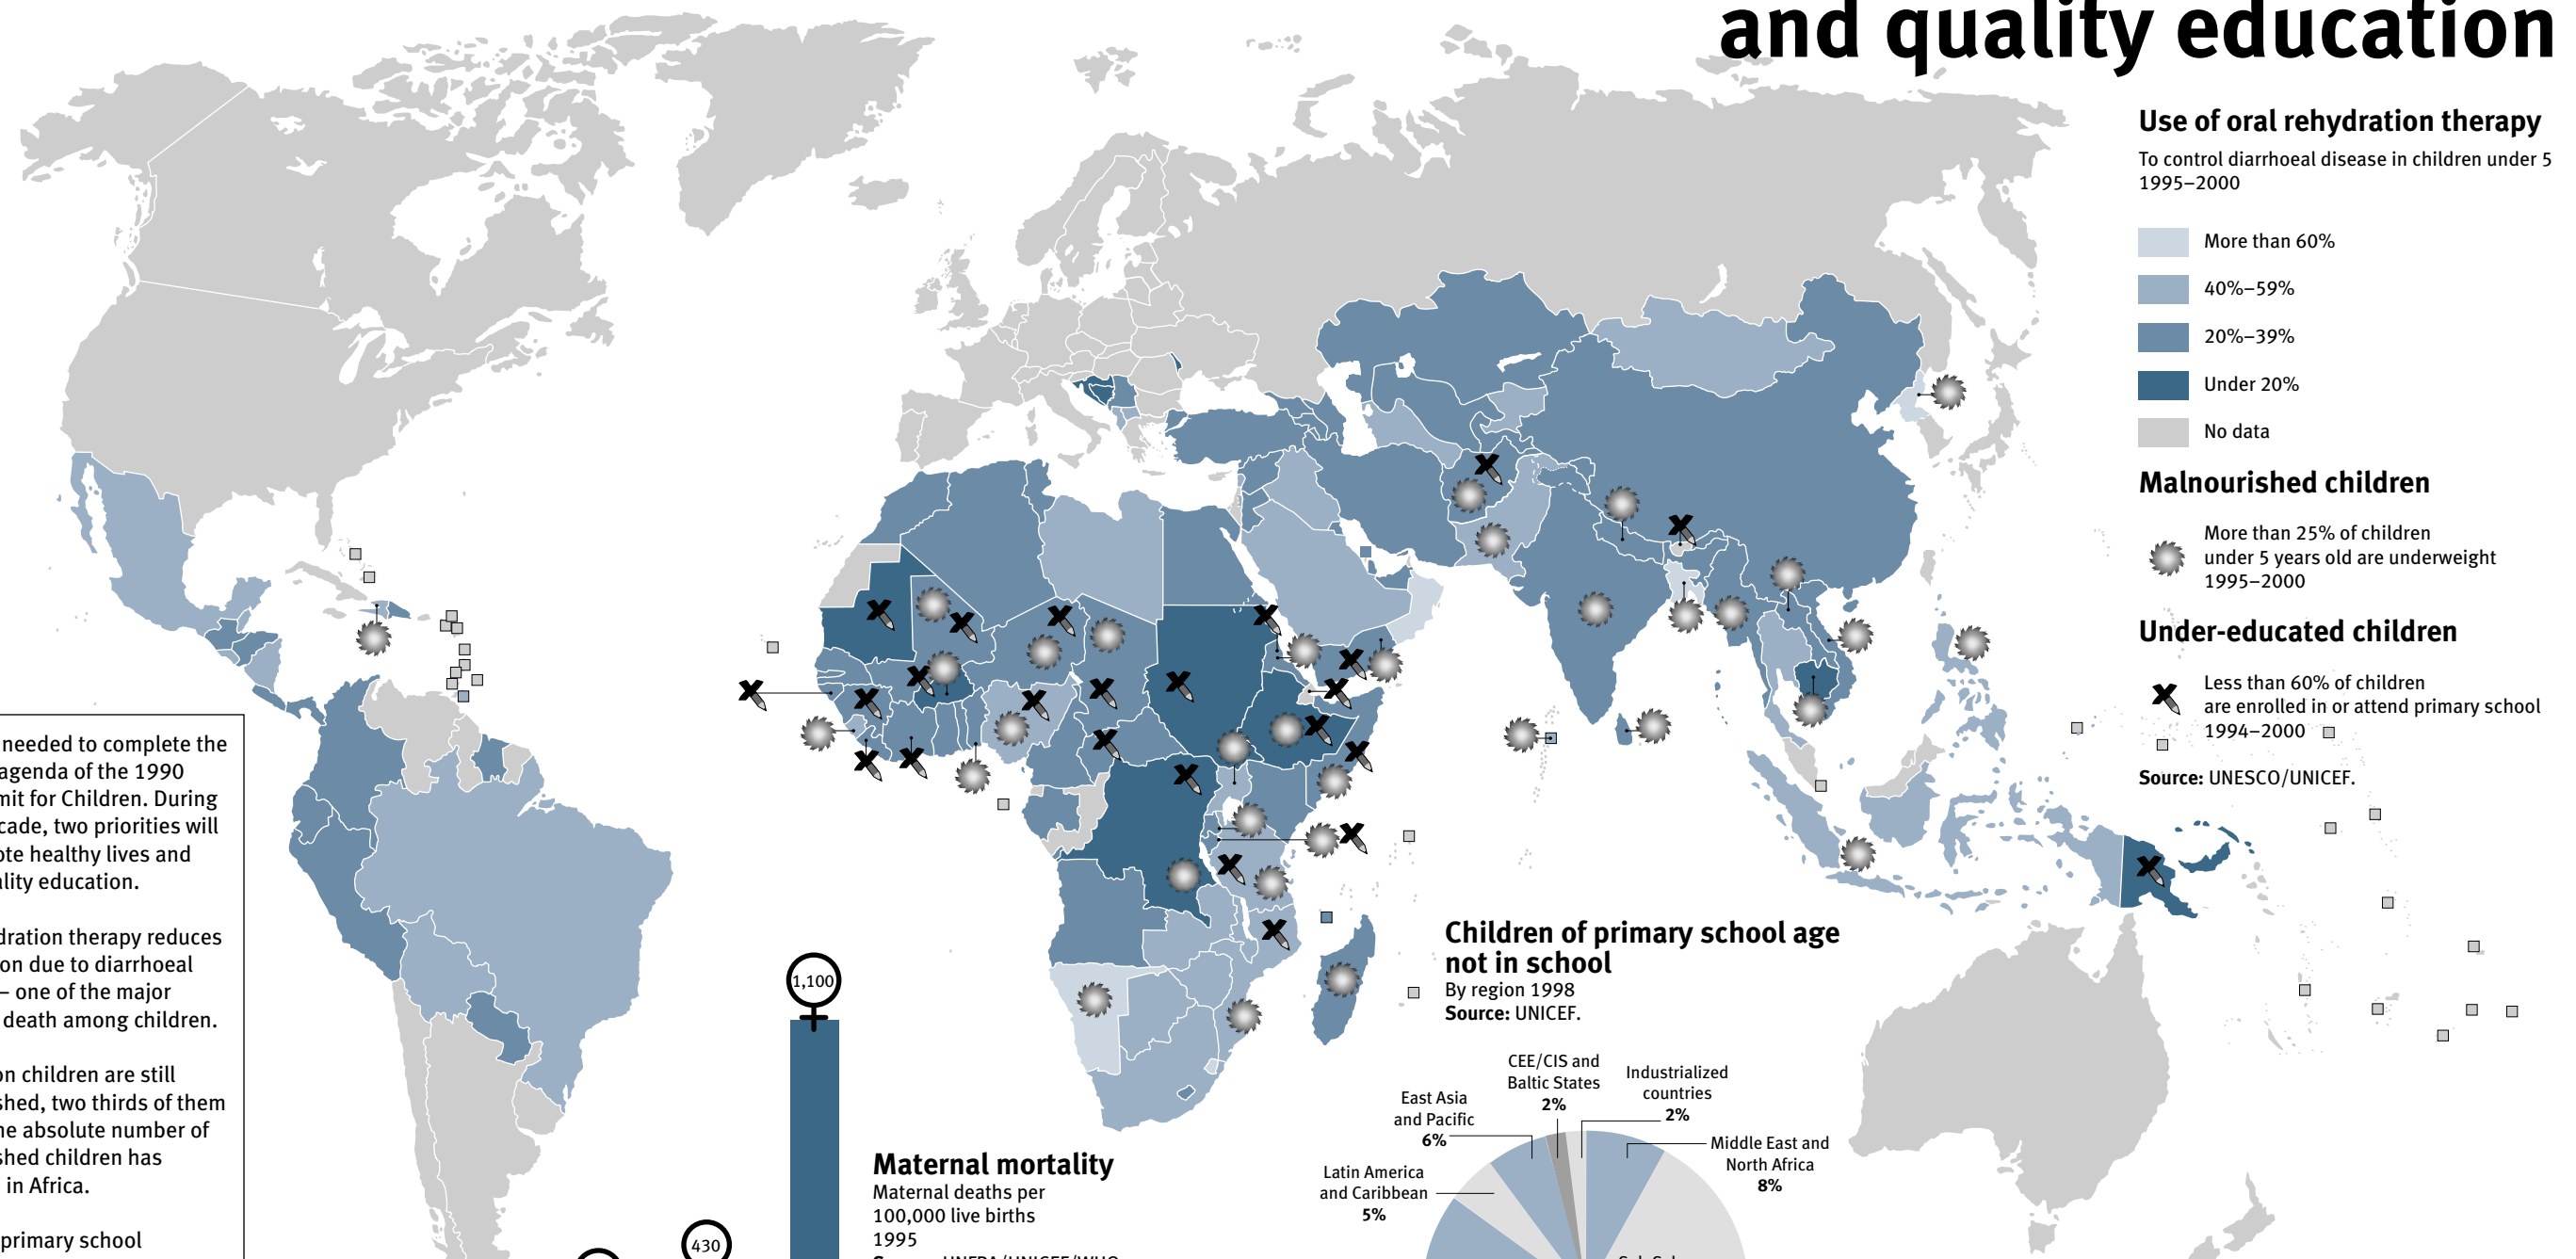 and quality education
Use of oral rehydration therapy
To control diarrhoeal disease in children under 5
1995–2000
More than 60%
40%–59%
20%–39%
Under 20%
No data
Malnourished children
More than 25% of children
under 5 years old are underweight
1995–2000
Under-educated children
Less than 60% of children
are enrolled in or attend primary school
1994–2000
Source: UNESCO/UNICEF.
needed to complete the
agenda of the 1990
mit for Children. During
cade, two priorities will
ote healthy lives and
ality education.
dration therapy reduces
on due to diarrhoeal
– one of the major
death among children.
on children are still
shed, two thirds of them
he absolute number of
shed children has
in Africa.
primary school
1,100
430
Maternal mortality
Maternal deaths per
100,000 live births
1995
Children of primary school age
not in school
By region 1998
Source: UNICEF.
CEE/CIS and
Baltic States
2%
Industrialized
countries
2%
East Asia
and Pacific
6%
Middle East and
North Africa
8%
Latin America
and Caribbean
5%